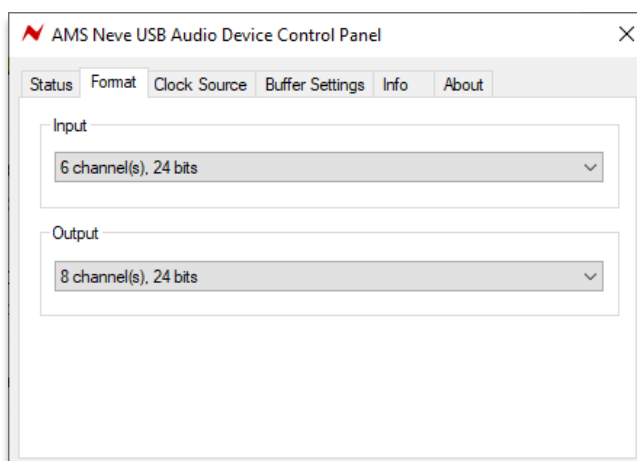 AMS Neve USB Audio Device Control Panel
Status Format Clock Source Buffer Settings Info About
Input
6 channel(s), 24 bits
Output
8 channel(s), 24 bits